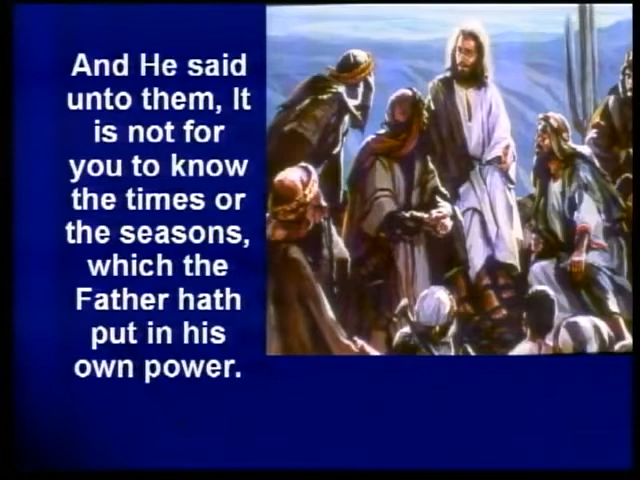 And He said
unto them, It
is not for
you to know
the times or
the seasons,
which the
Father hath
put in his
own power.